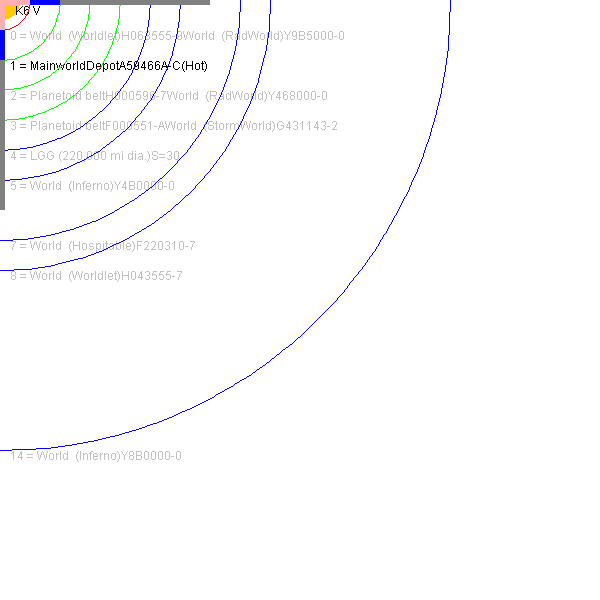 K6 V
0 = World  (Worldlet)H063555-8World  (RadWorld)Y9B5000-0
1 = MainworldDepotA59466A-C(Hot)
2 = Planetoid beltH000596-7World  (RadWorld)Y468000-0
3 = Planetoid beltF000551-AWorld  (StormWorld)G431143-2
4 = LGG (220,000 mi dia.)S=30
5 = World  (Inferno)Y4B0000-0
7 = World  (Hospitable)F220310-7
8 = World  (Worldlet)H043555-7
14 = World  (Inferno)Y8B0000-0